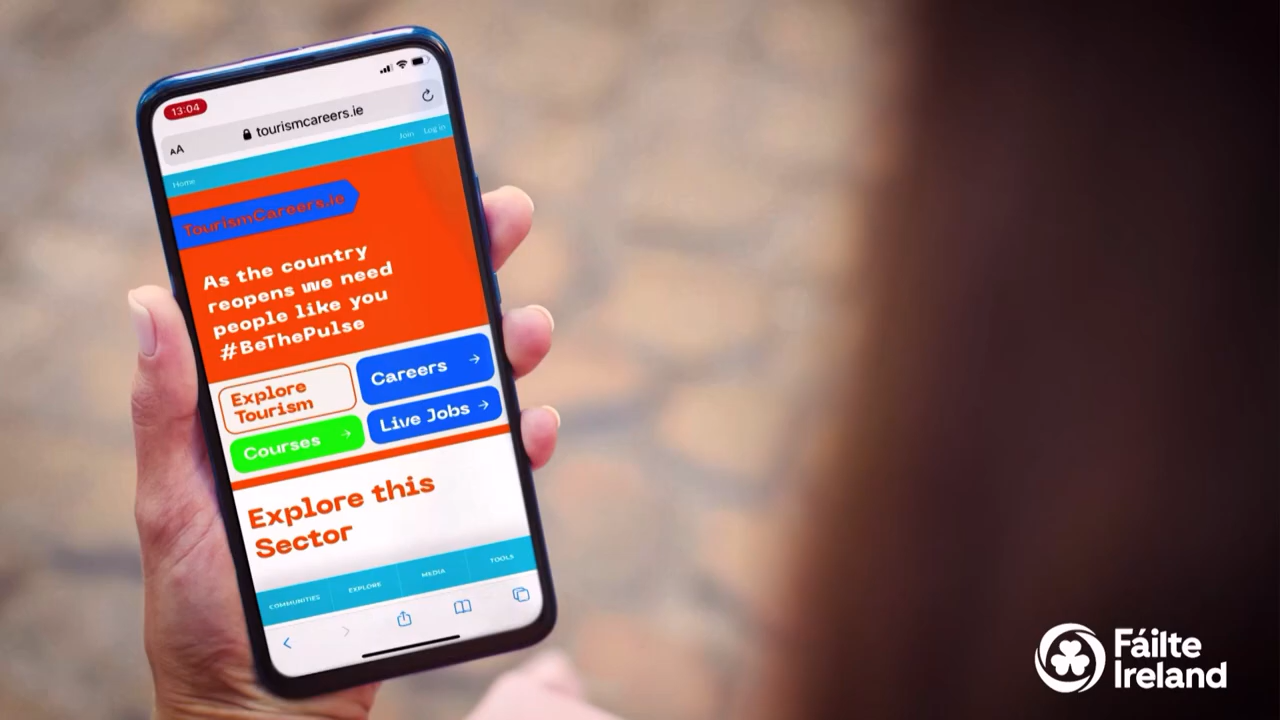 13:04
AA
tourismcareers.ie
Home
Join Log in
TourismCareers.ie
As the country
reopens we need
people like you
#BeThePulse
Explore
Tourism
Careers →
Courses →
Live Jobs →
Explore this
Sector
COMMUNITIES EXPLORE MEDIA TOOLS
Fáilte
Ireland